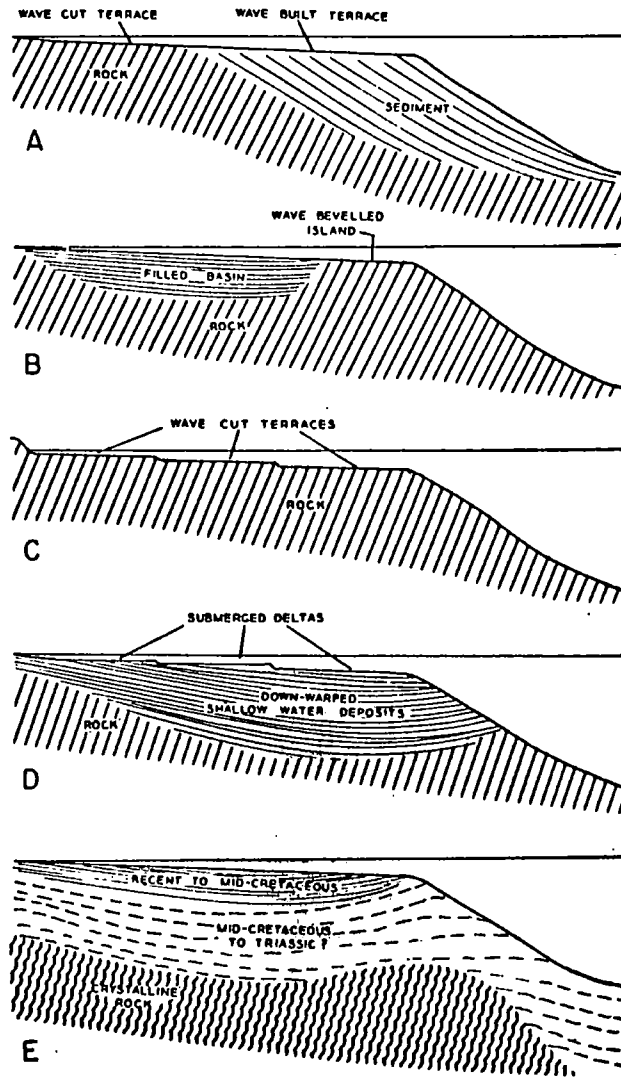 WAVE CUT TERRACE
WAVE BUILT TERRACE
ROCK
SEDIMENT
A
WAVE BEVELLED
ISLAND
FILLED BASIN
ROCK
B
WAVE CUT TERRACES
ROCK
C
SUBMERGED DELTAS
DOWN-WARPED
SHALLOW WATER DEPOSITS
ROCK
D
RECENT TO MID-CRETACEOUS
MID-CRETACEOUS
TO TRIASSIC ?
CRYSTALLINE
ROCK
E